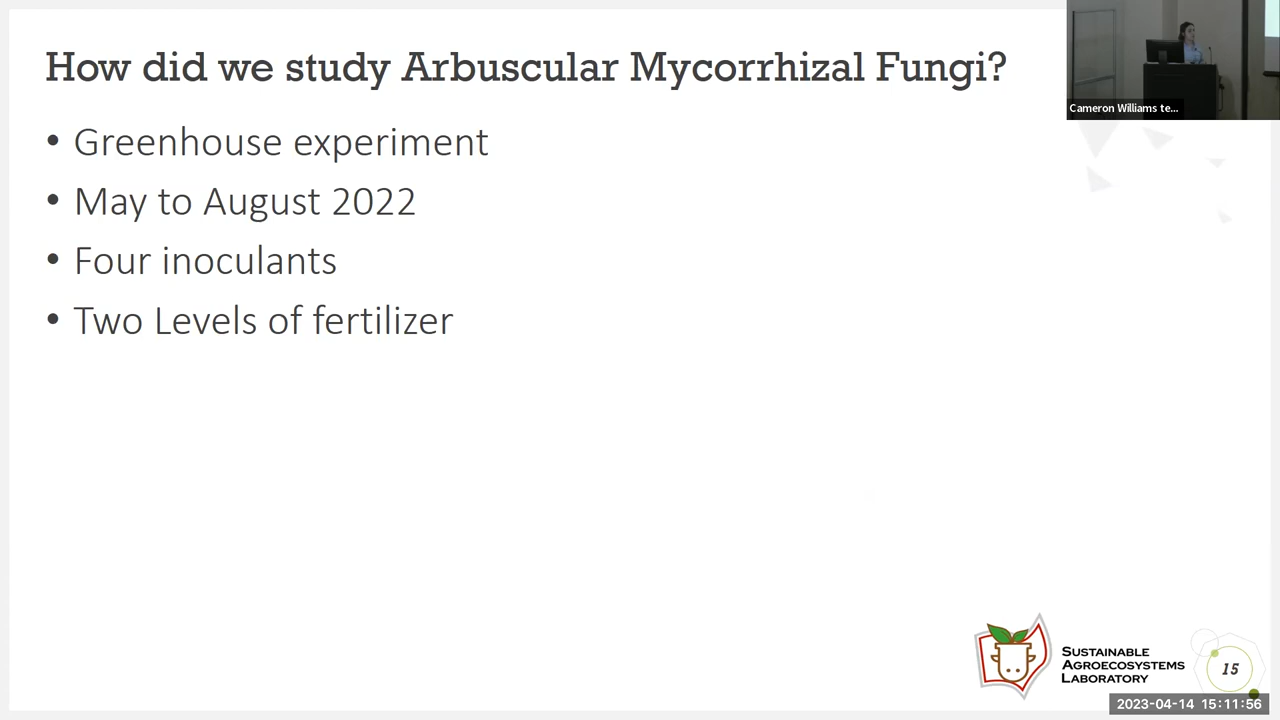 How did we study Arbuscular Mycorrhizal Fungi?
Cameron Williams te...
• Greenhouse experiment
• May to August 2022
• Four inoculants
• Two Levels of fertilizer
SUSTAINABLE
AGROECOSYSTEMS
LABORATORY
15
2023-04-14 15:11:56